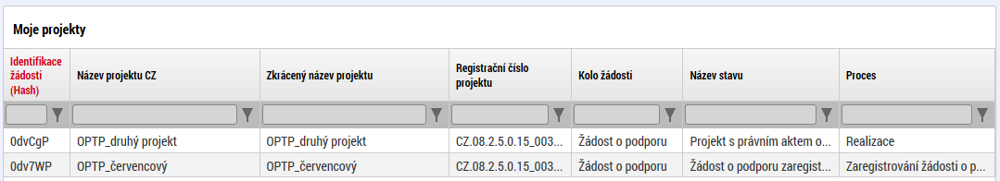 Moje projekty
Identifikace žádosti (Hash) Název projektu CZ Zkrácený název projektu Registrační číslo projektu Kolo žádosti Název stavu Proces
0dvCgP OPTP_druhý projekt OPTP_druhý projekt CZ.08.2.5.0.15_003... Žádost o podporu Projekt s právním aktem o... Realizace
0dv7WP OPTP_červencový OPTP_červencový CZ.08.2.5.0.15_003... Žádost o podporu Žádost o podporu zaregist... Zaregistrování žádosti o p...